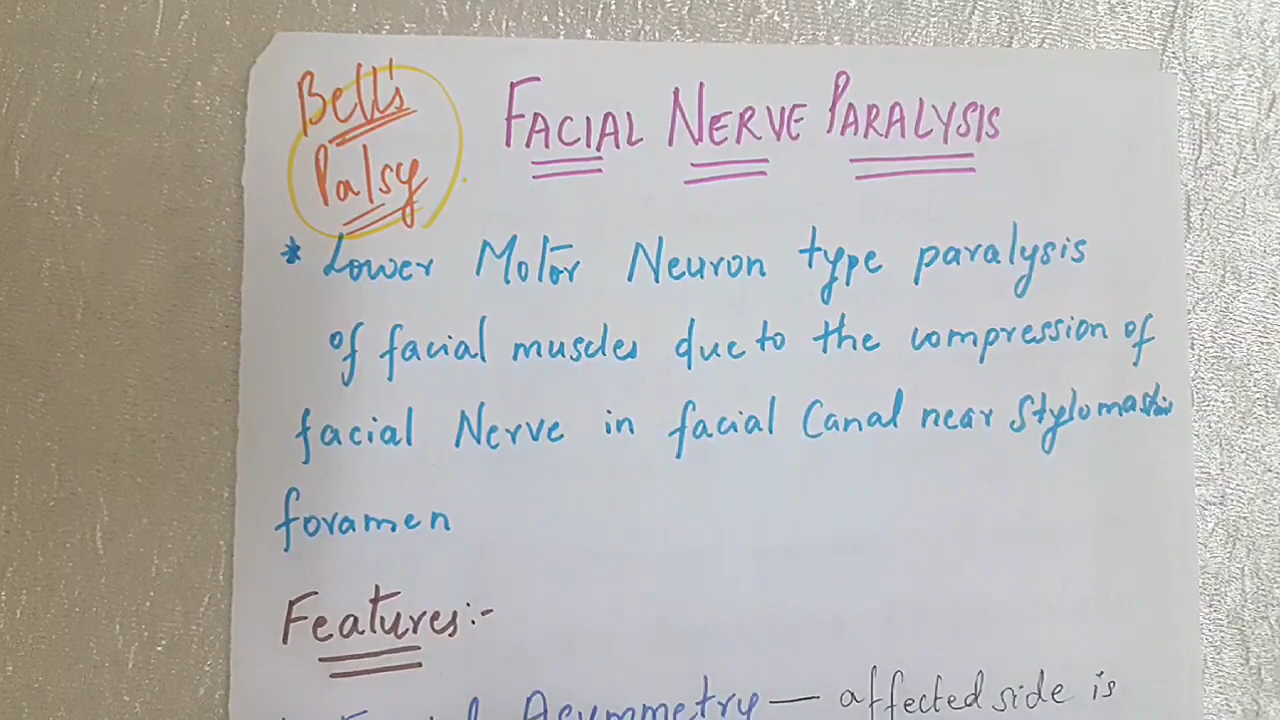 Bell's
Palsy
FACIAL NERVE PARALYSIS
* Lower Motor Neuron type paralysis
of facial muscles due to the compression of
facial Nerve in facial Canal near
foramen
Features:-
Asymmetry — affected side is